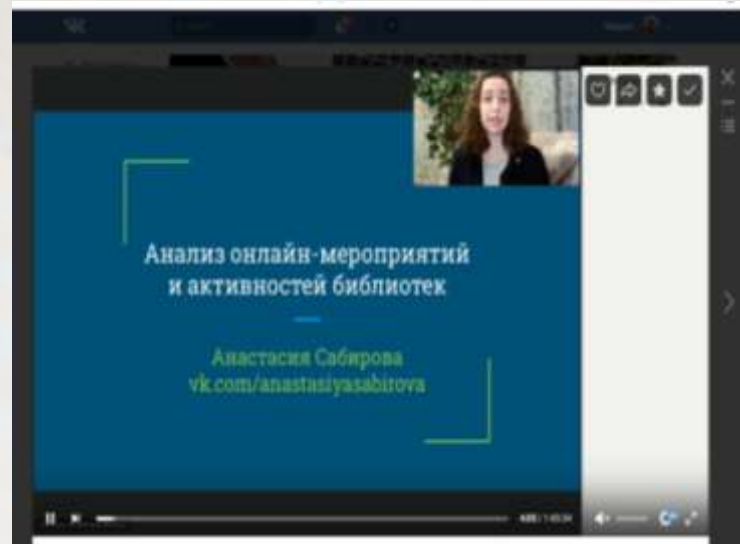 Анализ онлайн-мероприятий
и активностей библиотек
Анастасия Сабирова
vk.com/anastasiyasabirova